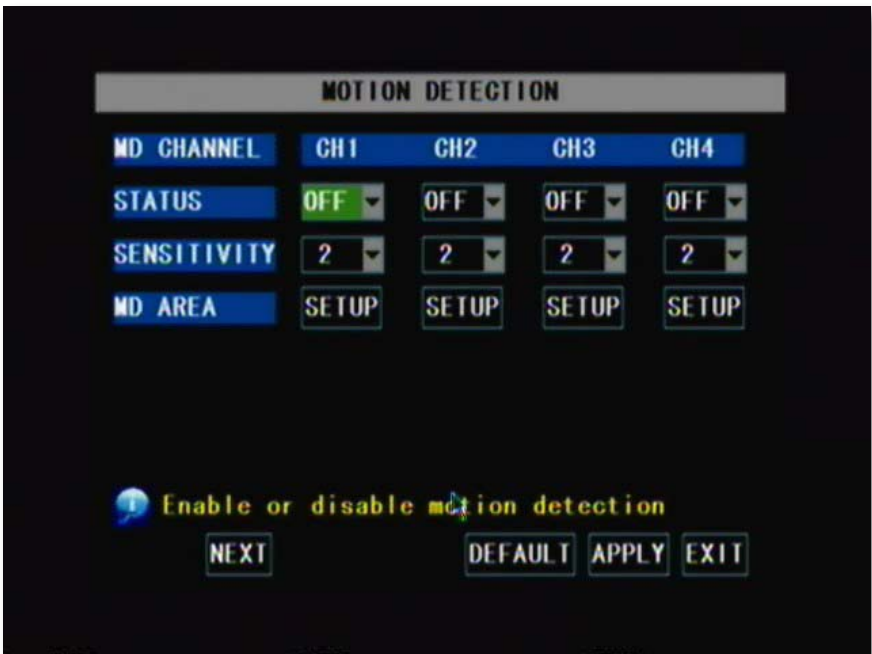 MOTION DETECTION
MD CHANNEL CH1 CH2 CH3 CH4
STATUS OFF OFF OFF OFF
SENSITIVITY 2 2 2 2
MD AREA SETUP SETUP SETUP SETUP
Enable or disable motion detection
NEXT DEFAULT APPLY EXIT